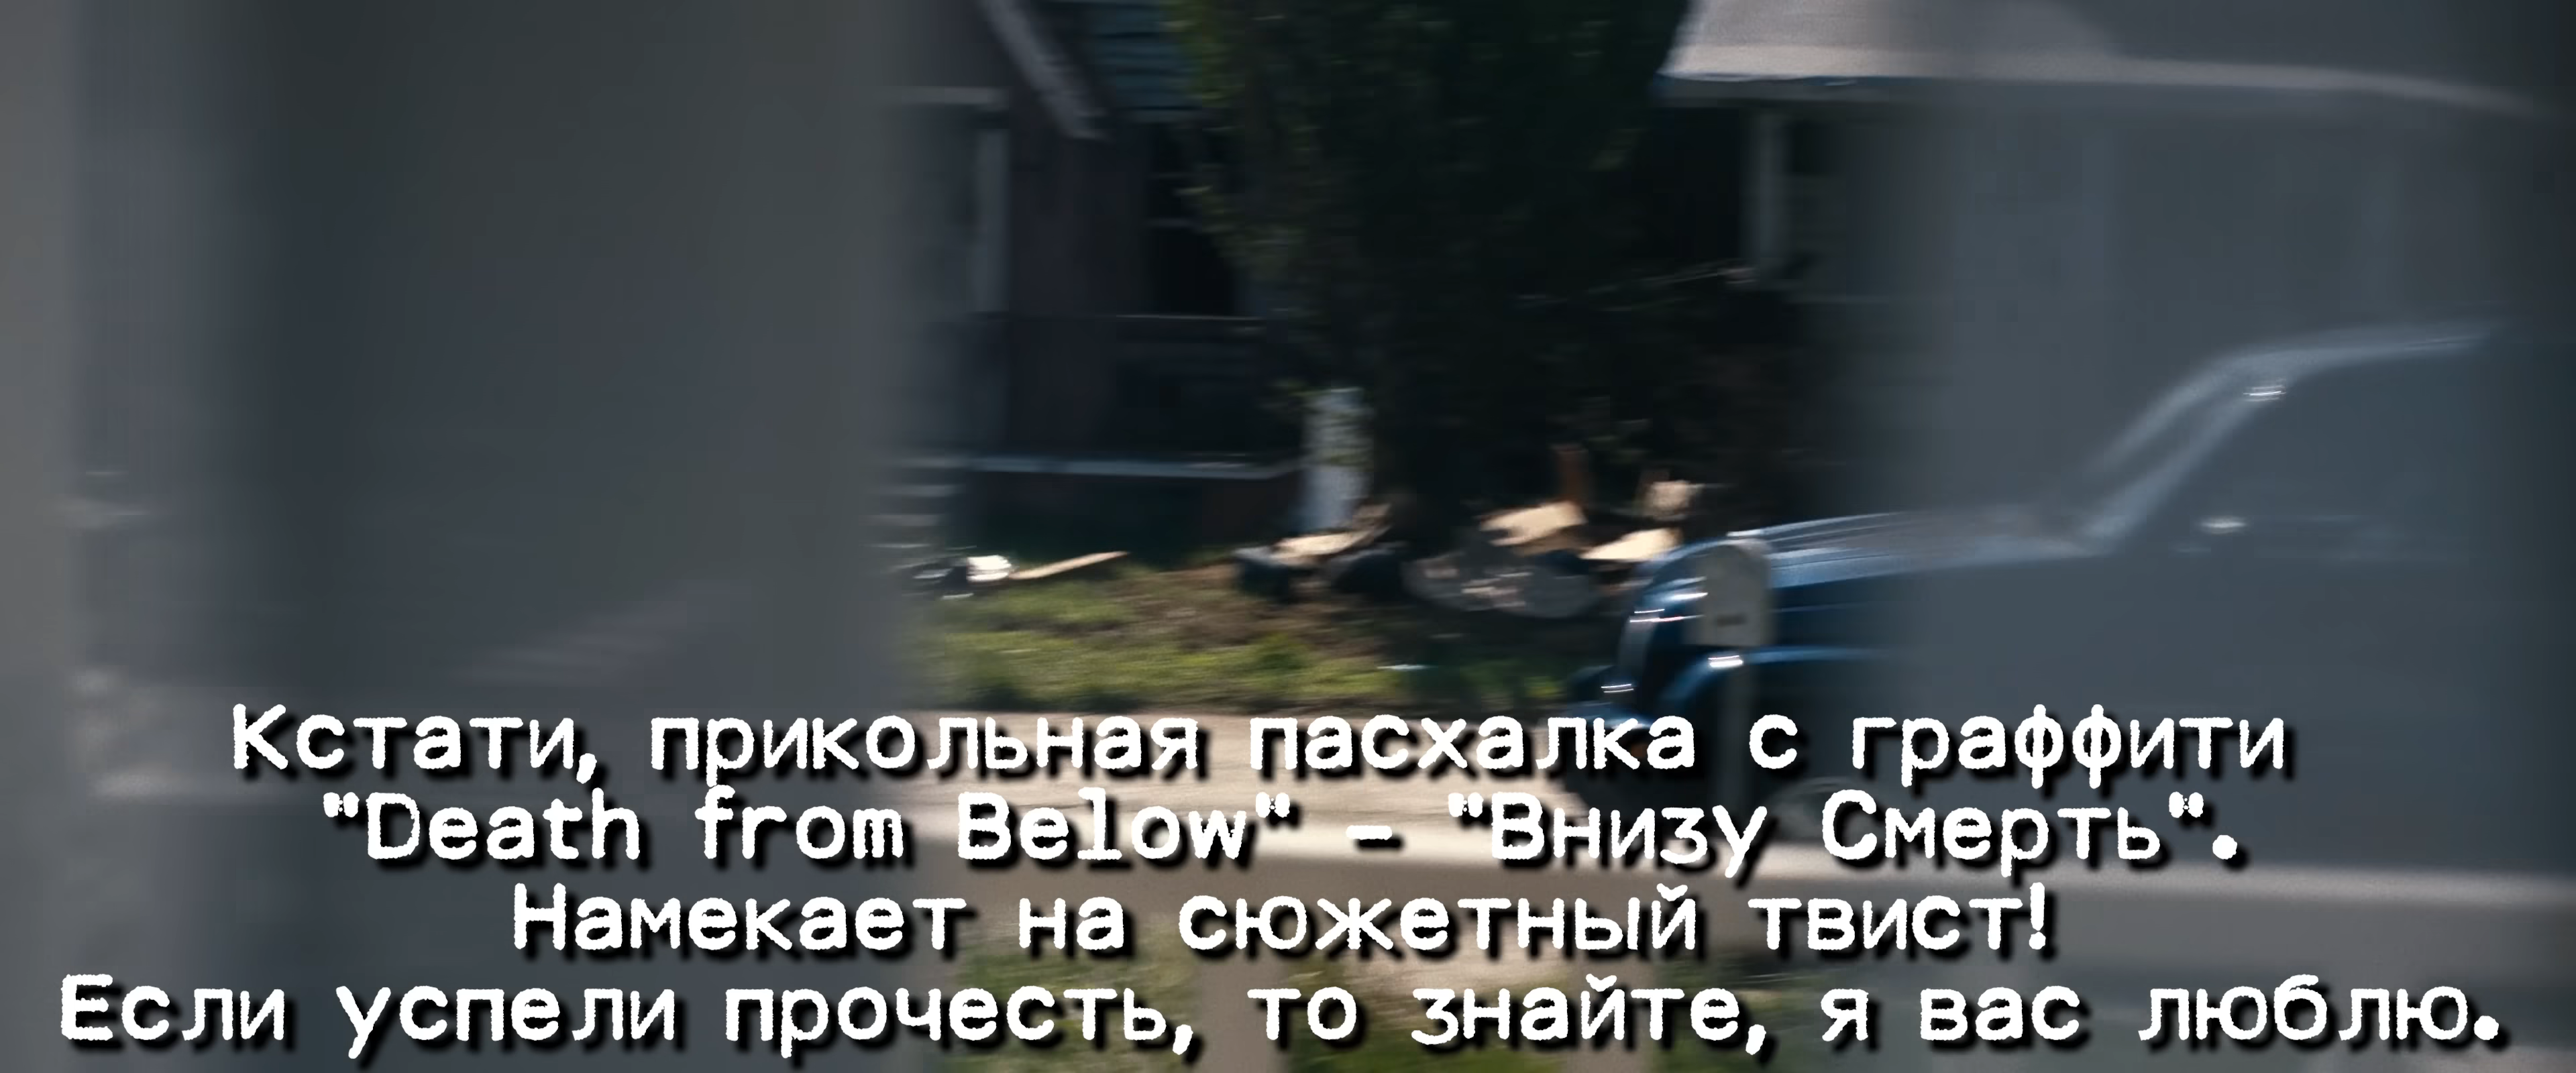 Кстати, прикольная пасхалка с граффити
"Death from Below" - "Внизу Смерть".
Намекает на сюжетный твист!
Если успели прочесть, то знайте, я вас люблю.